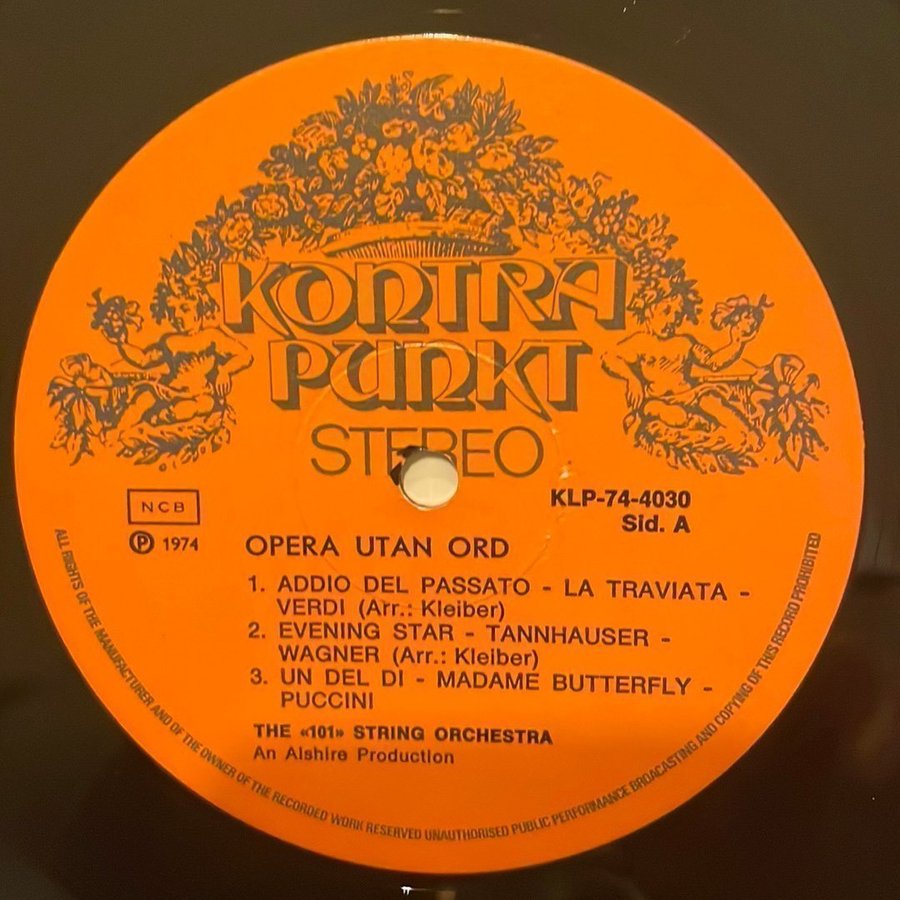 KONTRA
PUNKT
STEREO
NCB
℗ 1974
KLP-74-4030
Sid. A
OPERA UTAN ORD
1. ADDIO DEL PASSATO - LA TRAVIATA -
VERDI (Arr.: Kleiber)
2. EVENING STAR - TANNHAUSER -
WAGNER (Arr.: Kleiber)
3. UN DEL DI - MADAME BUTTERFLY -
PUCCINI
THE «101» STRING ORCHESTRA
An Alshire Production
ALL RIGHTS OF THE MANUFACTURER AND OF THE OWNER OF THE RECORDED WORK RESERVED UNAUTHORISED PUBLIC PERFORMANCE BROACASTING AND COPYING OF THIS RECORD PROHIBITED